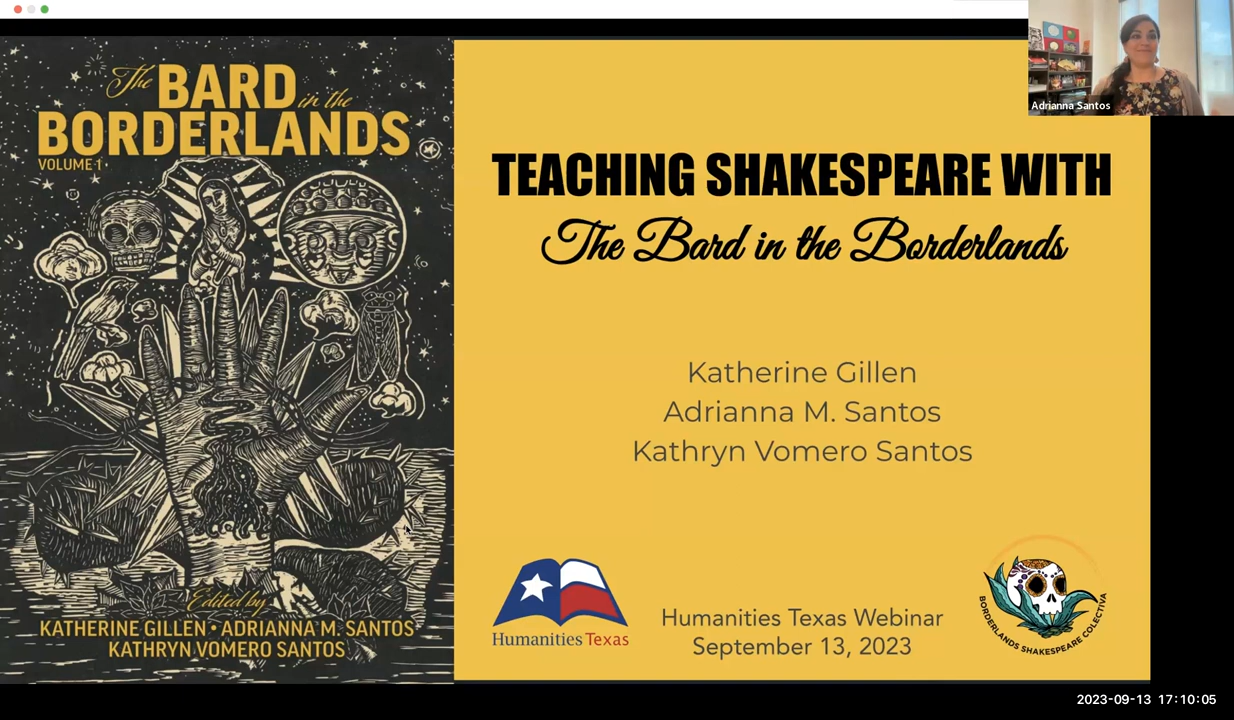 The BARD in the
BORDERLANDS
VOLUME 1
Edited by
KATHERINE GILLEN • ADRIANNA M. SANTOS
KATHRYN VOMERO SANTOS
TEACHING SHAKESPEARE WITH
The Bard in the Borderlands
Katherine Gillen
Adrianna M. Santos
Kathryn Vomero Santos
Humanities Texas
Humanities Texas Webinar
September 13, 2023
BORDERLANDS SHAKESPEARE COLECTIVA
Adrianna Santos
2023-09-13 17:10:05